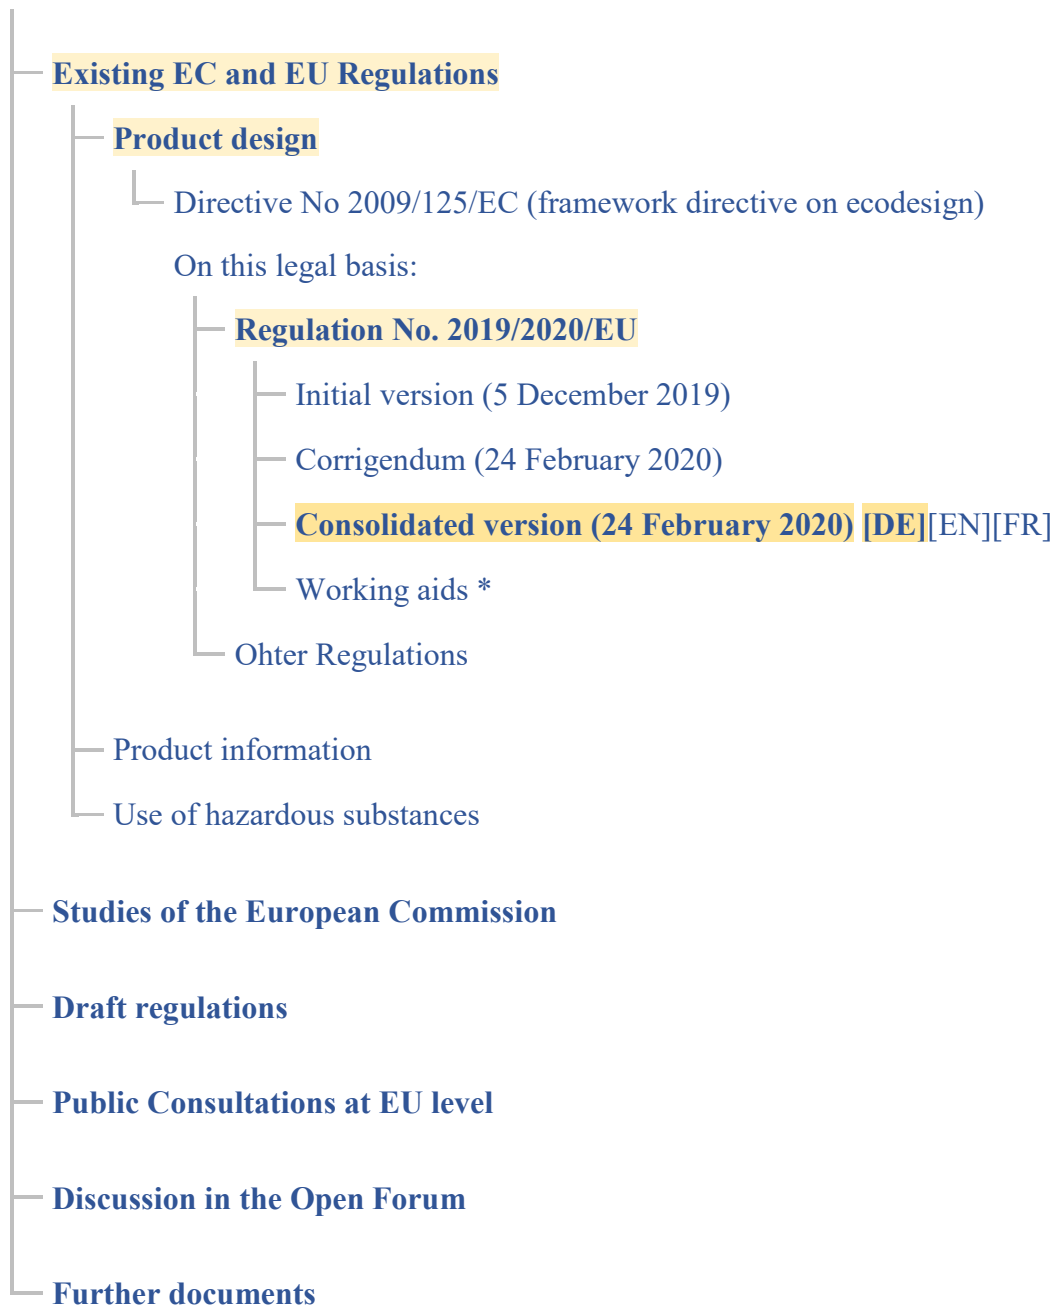 Existing EC and EU Regulations
Product design
Directive No 2009/125/EC (framework directive on ecodesign)
On this legal basis:
Regulation No. 2019/2020/EU
Initial version (5 December 2019)
Corrigendum (24 February 2020)
Consolidated version (24 February 2020) [DE][EN][FR]
Working aids *
Ohter Regulations
Product information
Use of hazardous substances
Studies of the European Commission
Draft regulations
Public Consultations at EU level
Discussion in the Open Forum
Further documents